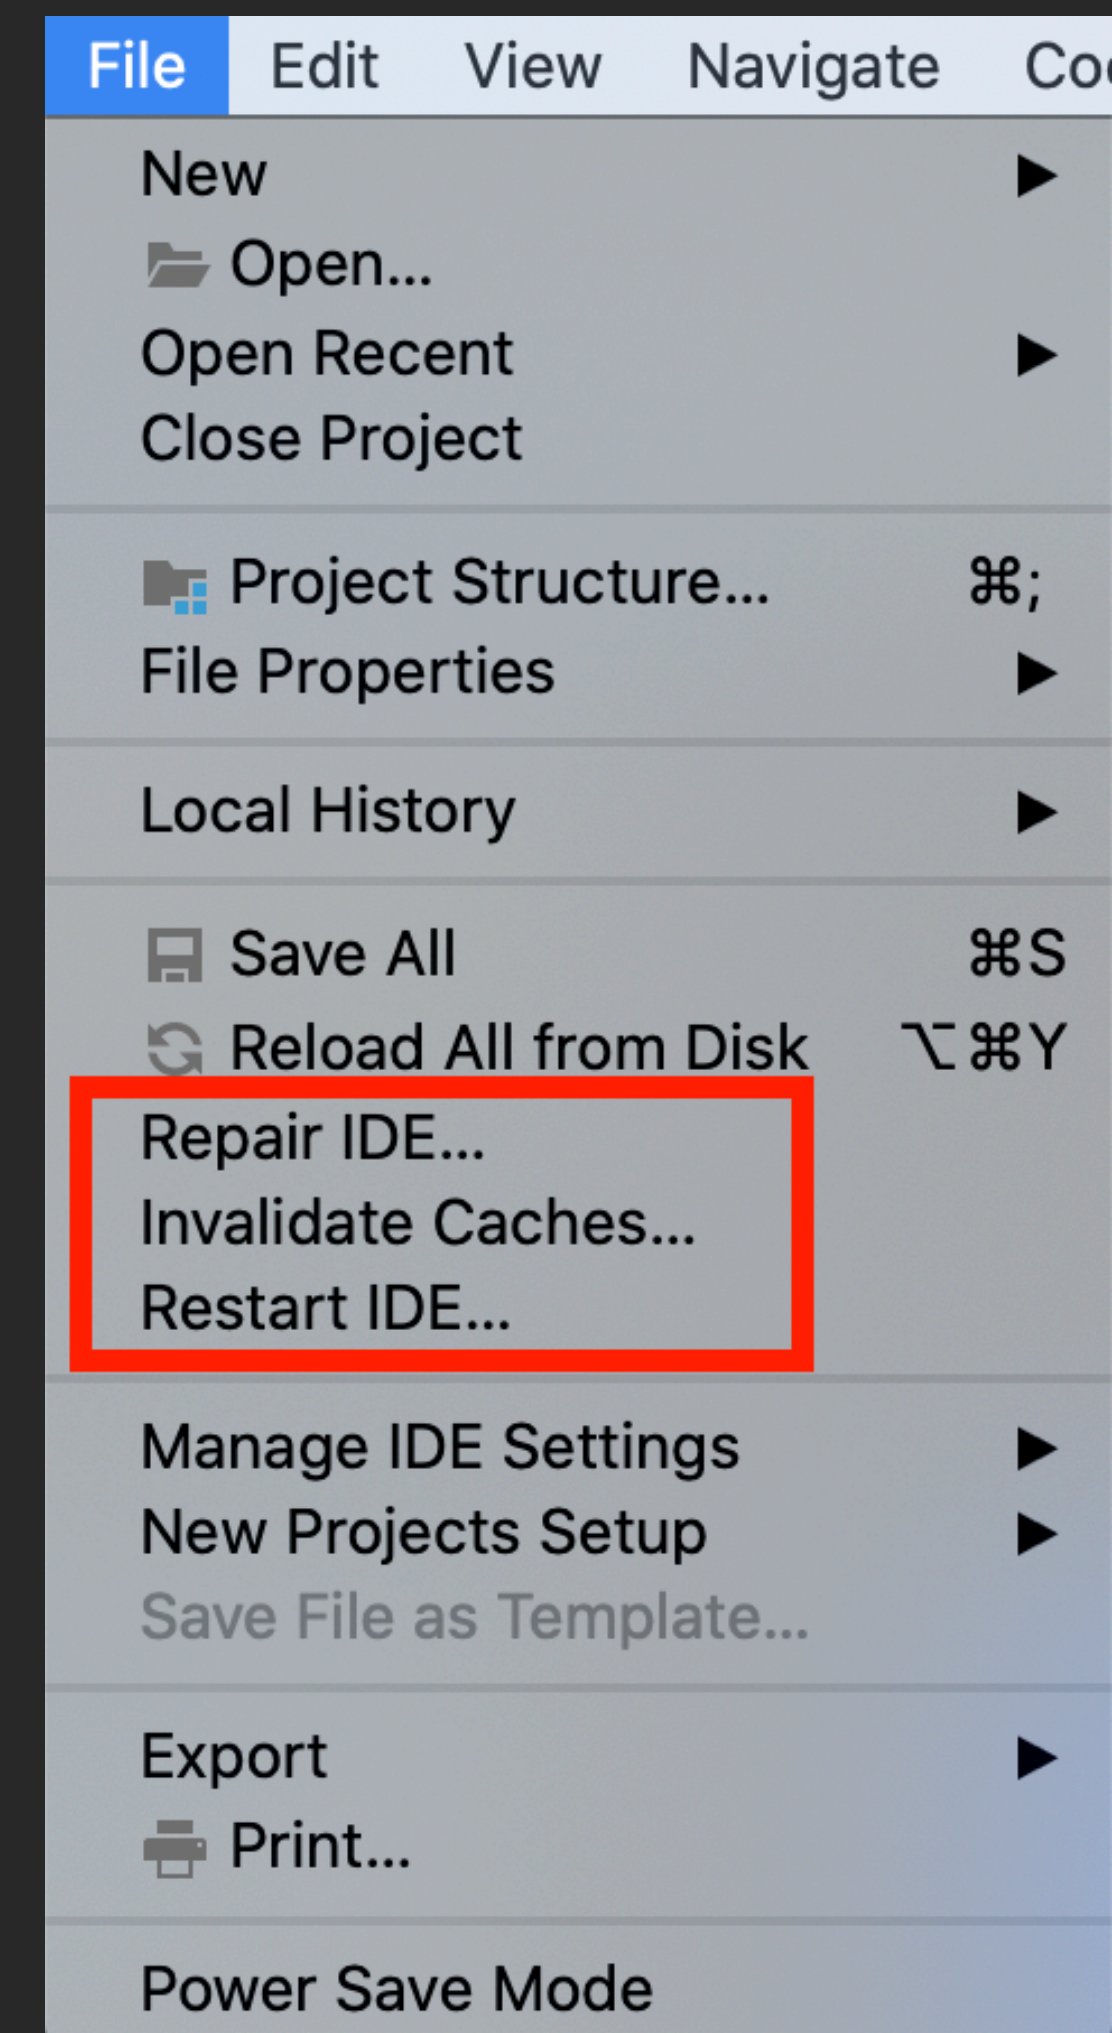 File Edit View Navigate
New
Open...
Open Recent
Close Project
Project Structure... ⌘;
File Properties
Local History
Save All ⌘S
Reload All from Disk ⌥⌘Y
Repair IDE...
Invalidate Caches...
Restart IDE...
Manage IDE Settings
New Projects Setup
Save File as Template...
Export
Print...
Power Save Mode